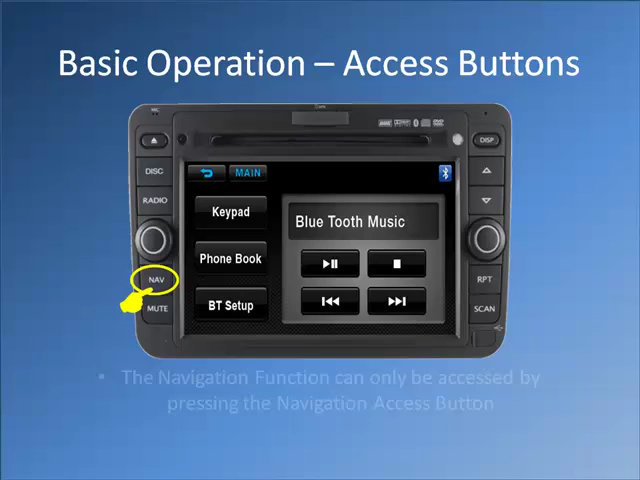 Basic Operation – Access Buttons
DISP
DISC
RADIO
NAV
MUTE
RPT
SCAN
MAIN
Keypad
Phone Book
BT Setup
Blue Tooth Music
• The Navigation Function can only be accessed by
pressing the Navigation Access Button